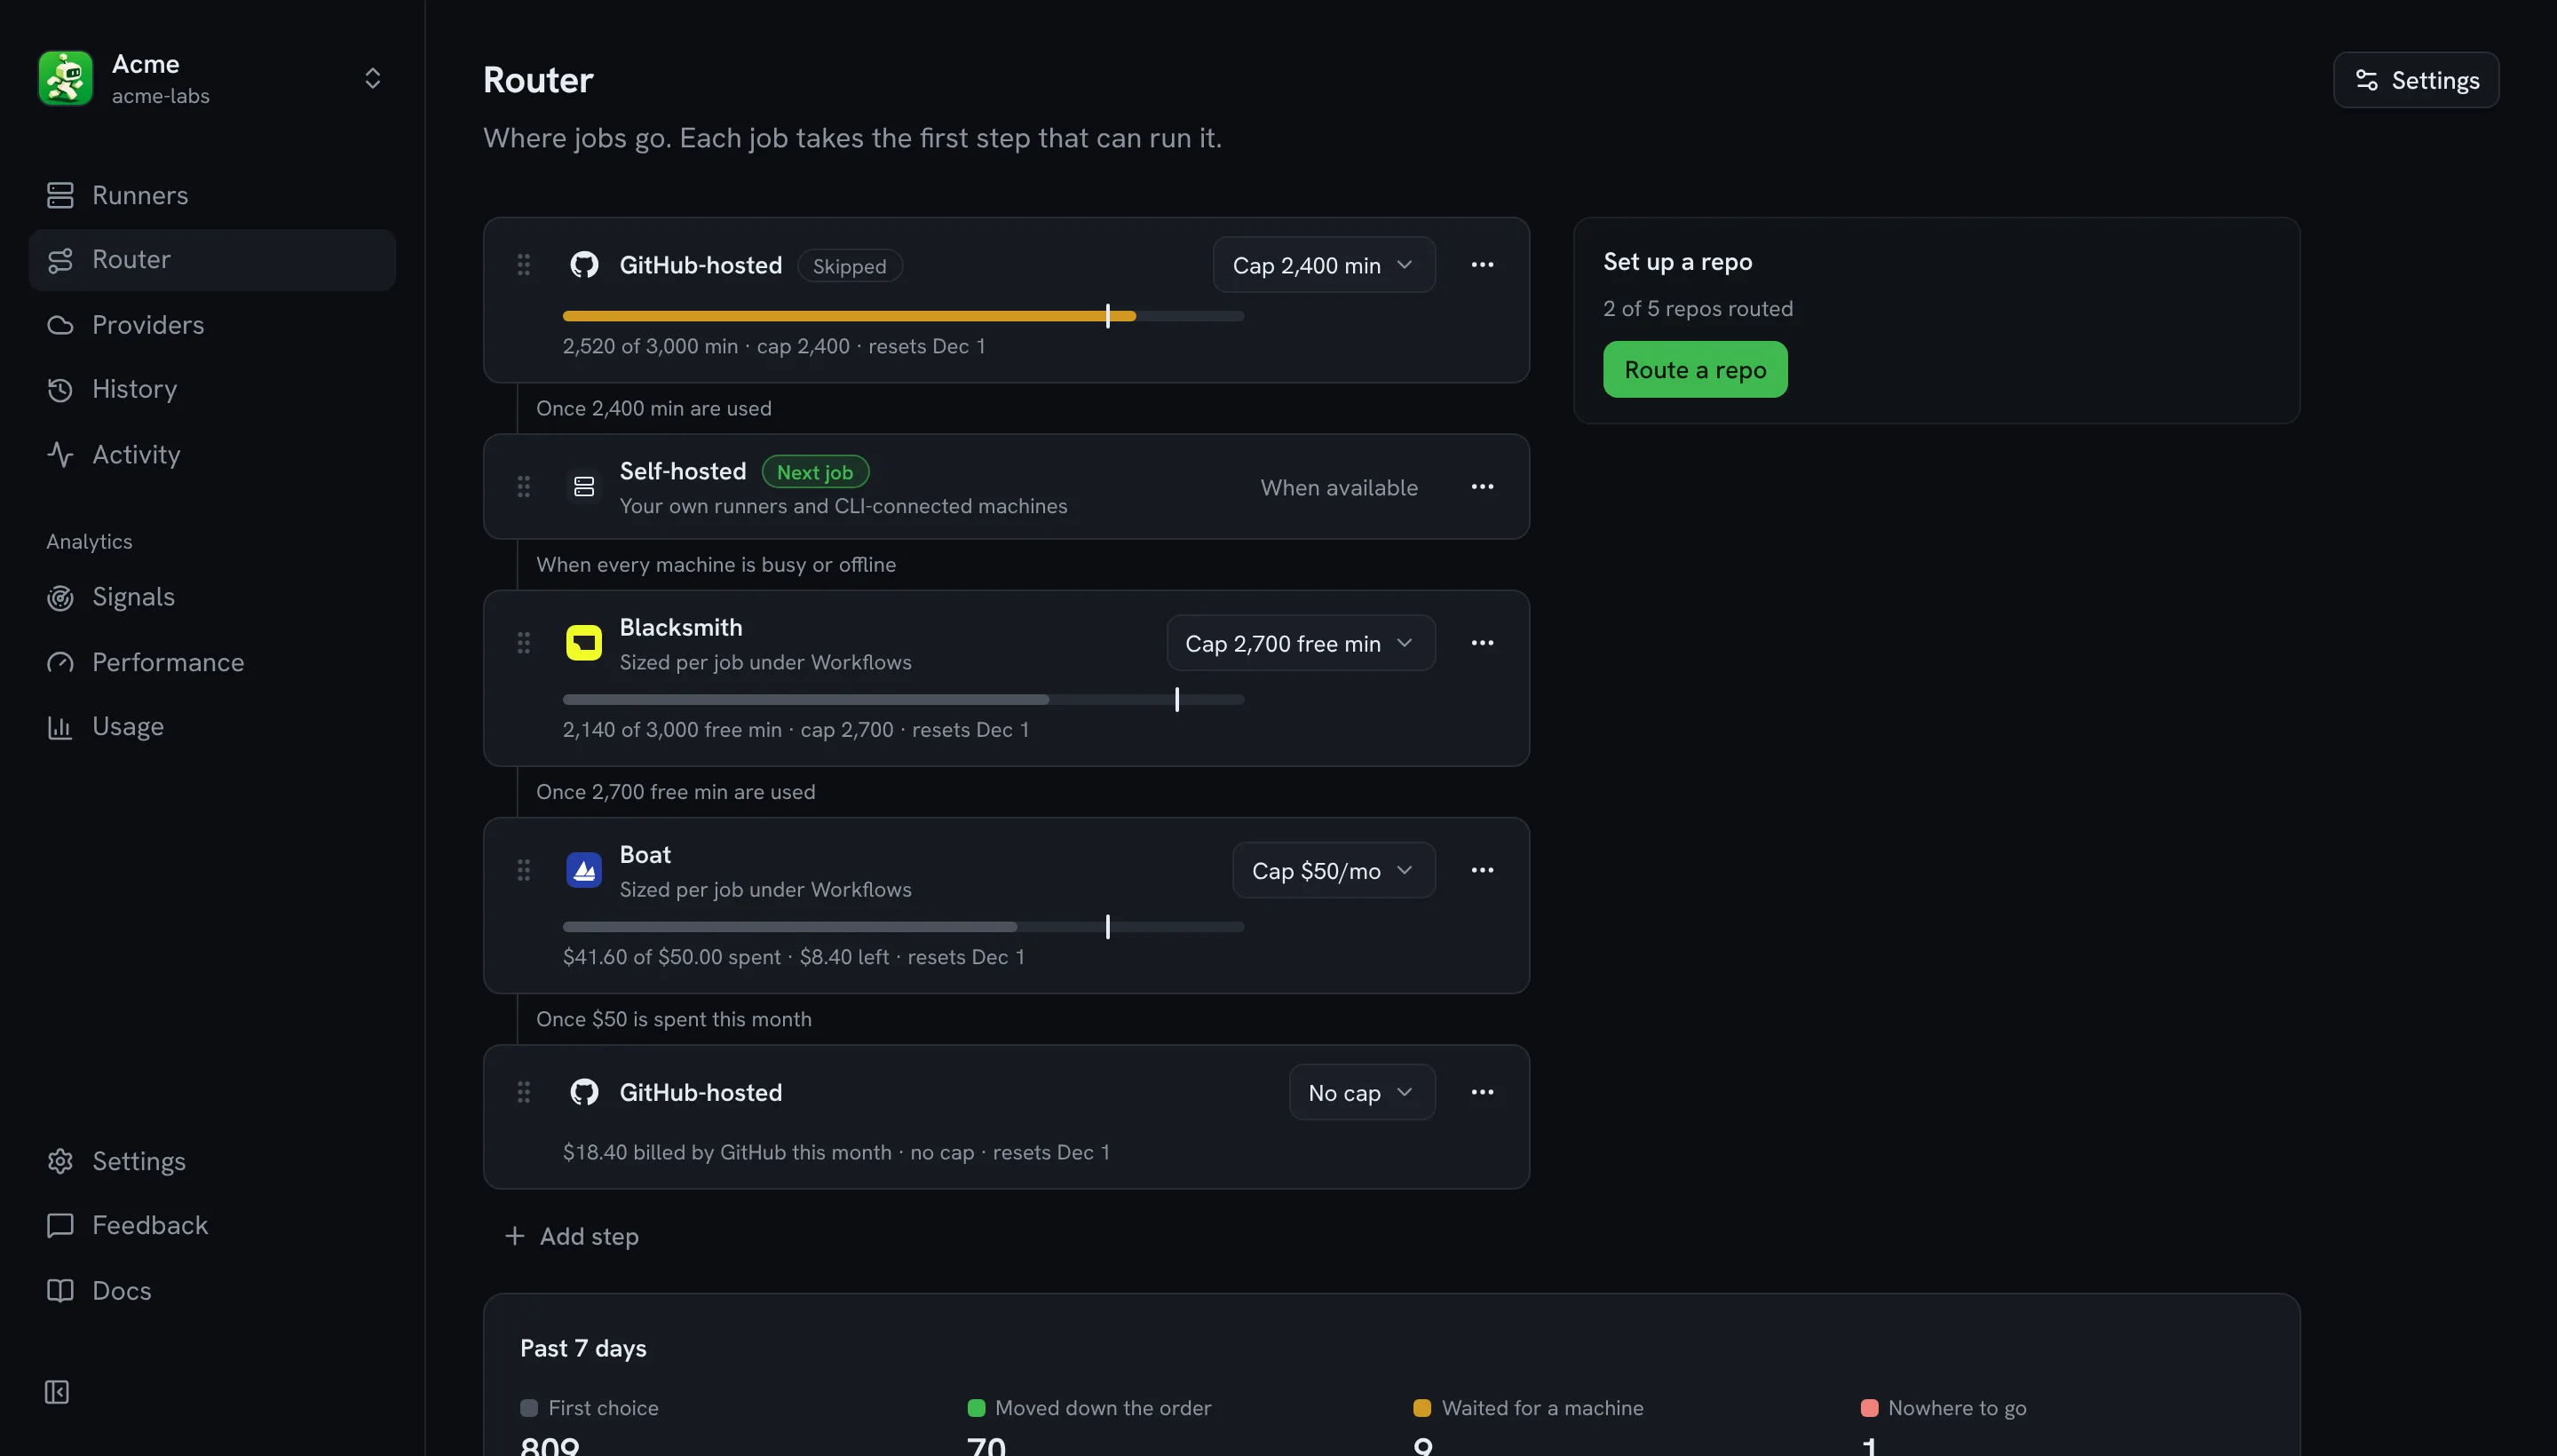 Acme
acme-labs
Runners
Router
Providers
History
Activity
Analytics
Signals
Performance
Usage
Settings
Feedback
Docs
Router
Settings
Where jobs go. Each job takes the first step that can run it.
GitHub-hosted Skipped Cap 2,400 min
2,520 of 3,000 min · cap 2,400 · resets Dec 1
Once 2,400 min are used
Self-hosted Next job
Your own runners and CLI-connected machines
When available
When every machine is busy or offline
Blacksmith
Sized per job under Workflows
Cap 2,700 free min
2,140 of 3,000 free min · cap 2,700 · resets Dec 1
Once 2,700 free min are used
Boat
Sized per job under Workflows
Cap $50/mo
$41.60 of $50.00 spent · $8.40 left · resets Dec 1
Once $50 is spent this month
GitHub-hosted No cap
$18.40 billed by GitHub this month · no cap · resets Dec 1
+ Add step
Set up a repo
2 of 5 repos routed
Route a repo
Past 7 days
First choice
809
Moved down the order
70
Waited for a machine
9
Nowhere to go
1